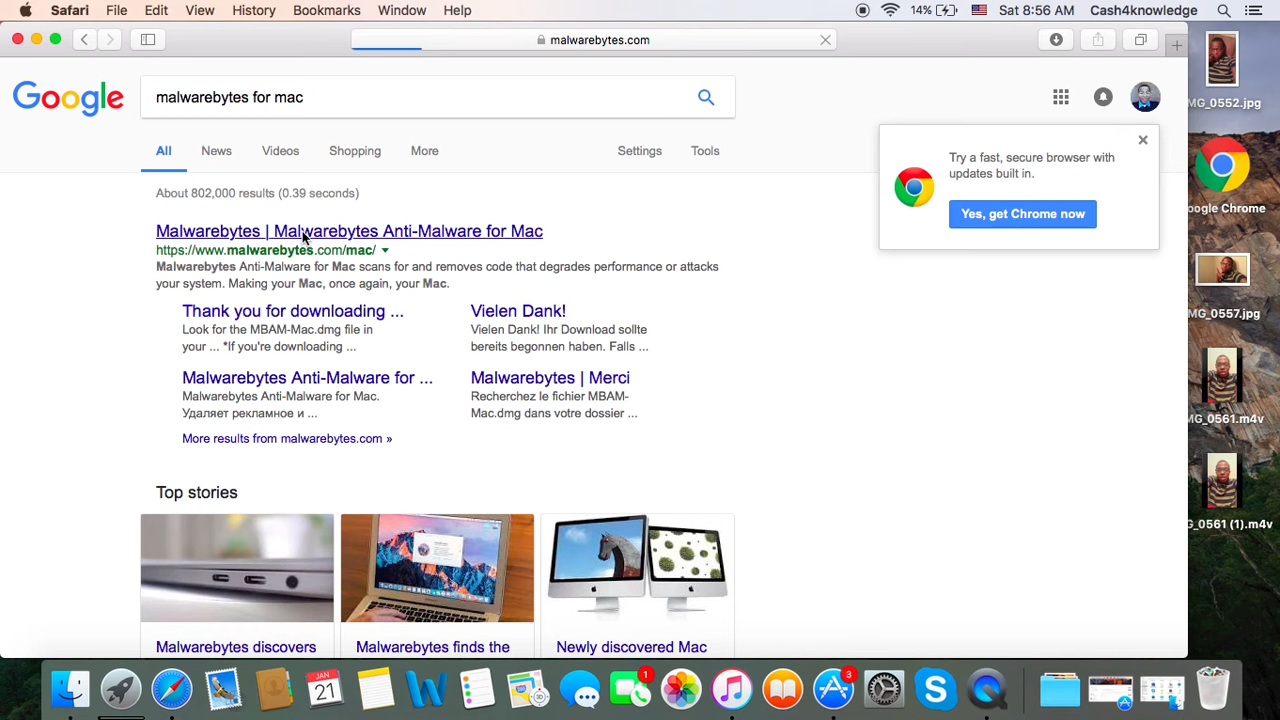 Safari File Edit View History Bookmarks Window Help 14% Sat 8:56 AM Cash4knowledge
malwarebytes.com
Google malwarebytes for mac
All News Videos Shopping More Settings Tools
Try a fast, secure browser with
updates built in.
Yes, get Chrome now
About 802,000 results (0.39 seconds)
Malwarebytes | Malwarebytes Anti-Malware for Mac
https://www.malwarebytes.com/mac/
Malwarebytes Anti-Malware for Mac scans for and removes code that degrades performance or attacks
your system. Making your Mac, once again, your Mac.
Thank you for downloading ...
Look for the MBAM-Mac.dmg file in
your ... *If you're downloading ...
Vielen Dank!
Vielen Dank! Ihr Download sollte
bereits begonnen haben. Falls ...
Malwarebytes Anti-Malware for ...
Malwarebytes Anti-Malware for Mac.
Удаляет рекламное и ...
Malwarebytes | Merci
Recherchez le fichier MBAM-
Mac.dmg dans votre dossier ...
More results from malwarebytes.com »
Top stories
Malwarebytes discovers
Malwarebytes finds the
Newly discovered Mac
MG_0552.jpg
oogle Chrome
MG_0557.jpg
MG_0561.m4v
G_0561 (1).m4v
JAN
21
1
3